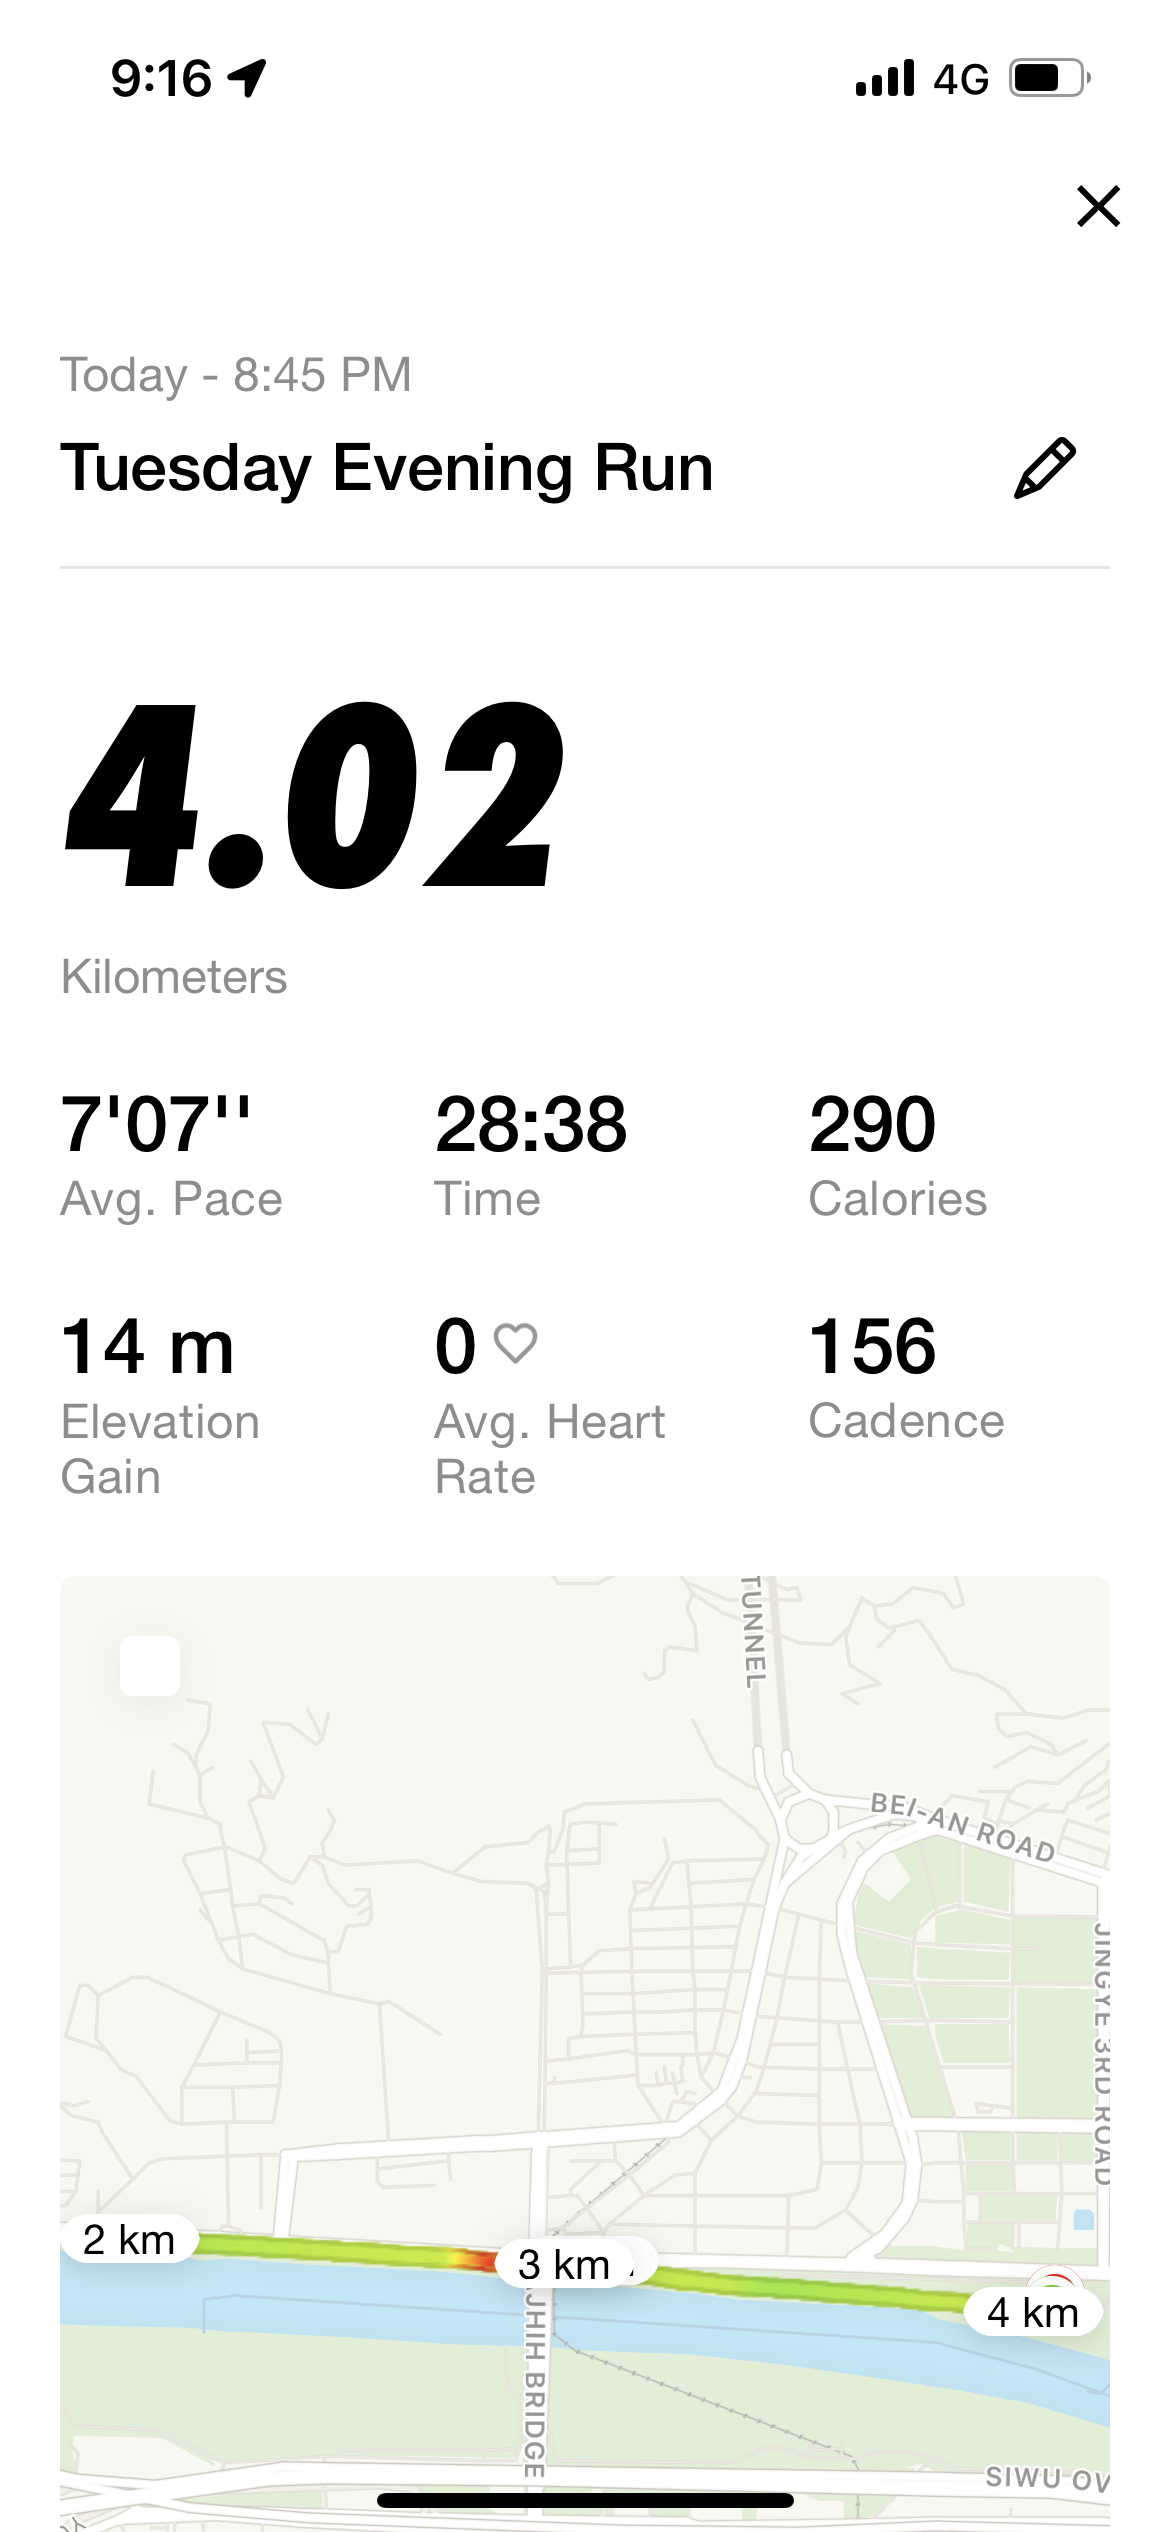 9:16
4G
Today - 8:45 PM
Tuesday Evening Run
4.02
Kilometers
7'07''
28:38
290
Avg. Pace
Time
Calories
14 m
0
156
Elevation
Gain
Avg. Heart
Rate
Cadence
TUNNEL
BEI-AN ROAD
JINGYE 3RD ROAD
2 km
3 km
4 km
JHIH BRIDGE
SIWU OV